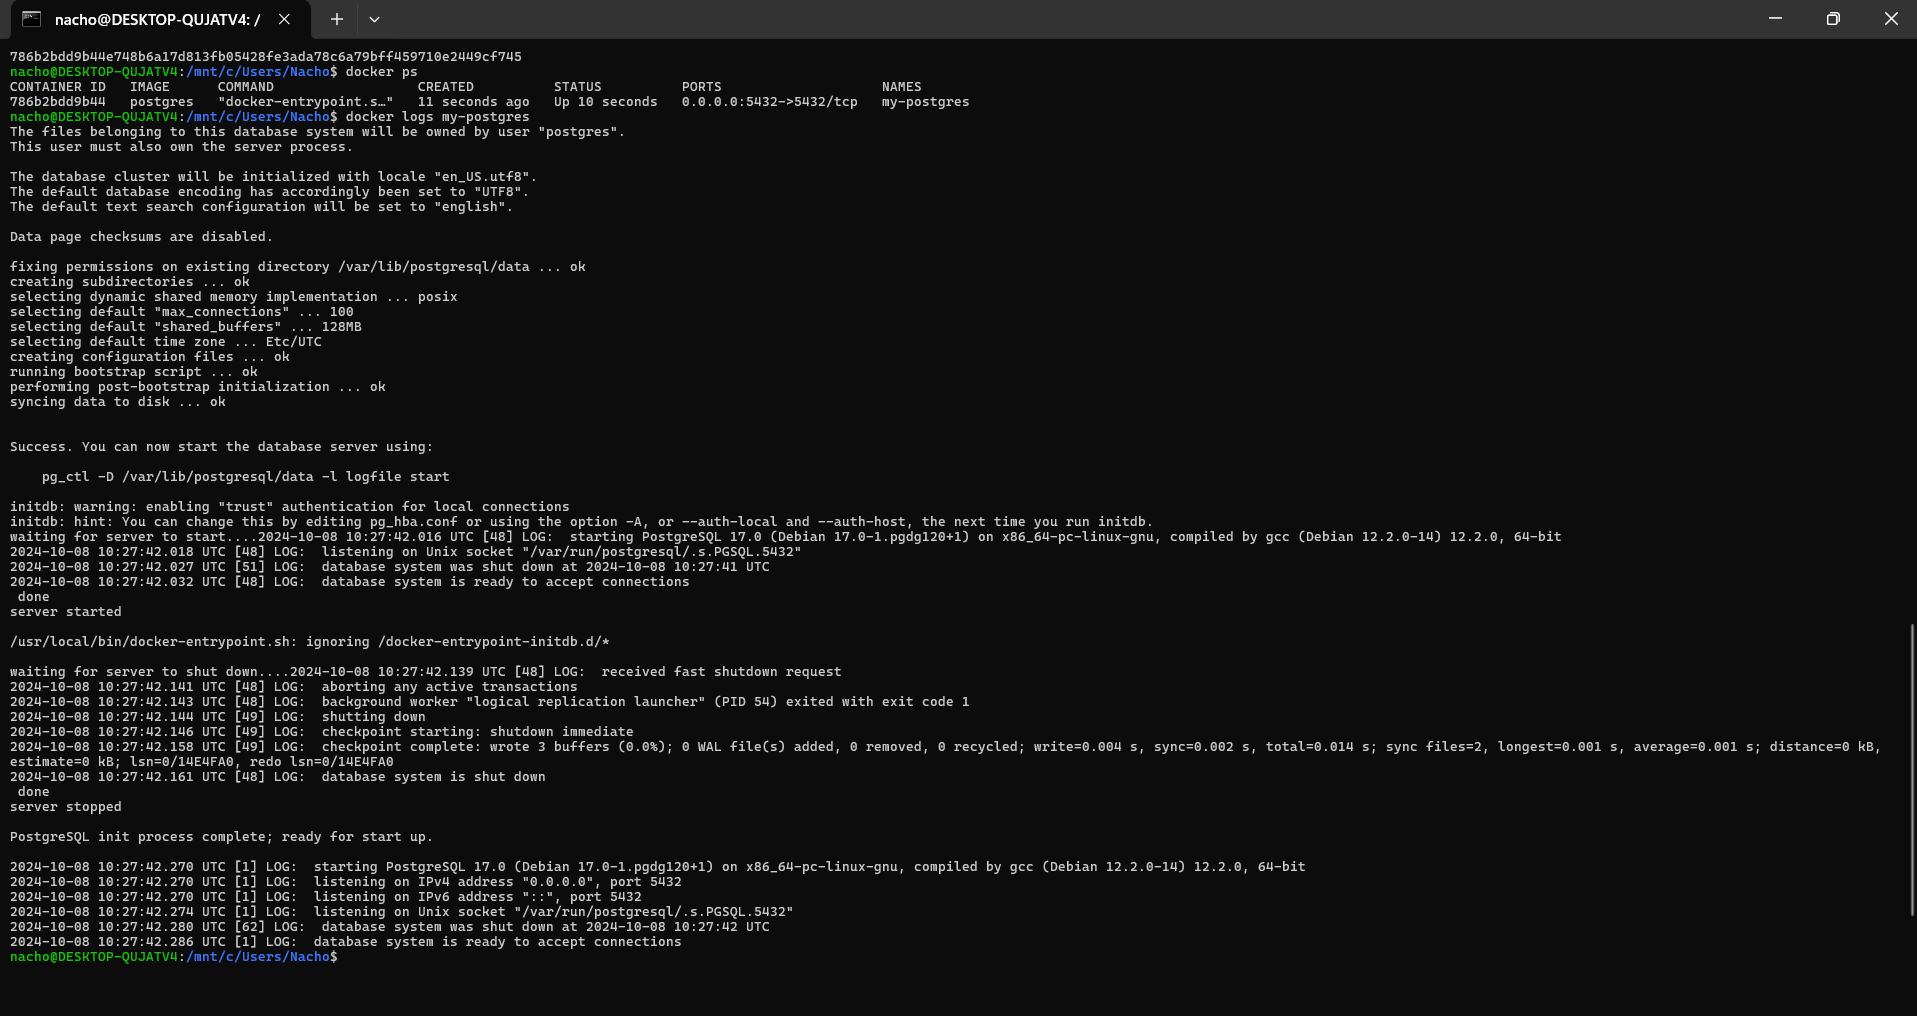 nacho@DESKTOP-QUJATV4: /
786b2bdd9b44e748b6a17d813fb05428fe3ada78c6a79bff459710e2449cf745
nacho@DESKTOP-QUJATV4:/mnt/c/Users/Nacho$ docker ps
CONTAINER ID   IMAGE      COMMAND                  CREATED          STATUS          PORTS                    NAMES
786b2bdd9b44   postgres   "docker-entrypoint.s…"   11 seconds ago   Up 10 seconds   0.0.0.0:5432->5432/tcp   my-postgres
nacho@DESKTOP-QUJATV4:/mnt/c/Users/Nacho$ docker logs my-postgres
The files belonging to this database system will be owned by user "postgres".
This user must also own the server process.

The database cluster will be initialized with locale "en_US.utf8".
The default database encoding has accordingly been set to "UTF8".
The default text search configuration will be set to "english".

Data page checksums are disabled.

fixing permissions on existing directory /var/lib/postgresql/data ... ok
creating subdirectories ... ok
selecting dynamic shared memory implementation ... posix
selecting default "max_connections" ... 100
selecting default "shared_buffers" ... 128MB
selecting default time zone ... Etc/UTC
creating configuration files ... ok
running bootstrap script ... ok
performing post-bootstrap initialization ... ok
syncing data to disk ... ok

Success. You can now start the database server using:

    pg_ctl -D /var/lib/postgresql/data -l logfile start

initdb: warning: enabling "trust" authentication for local connections
initdb: hint: You can change this by editing pg_hba.conf or using the option -A, or --auth-local and --auth-host, the next time you run initdb.
waiting for server to start....2024-10-08 10:27:42.016 UTC [48] LOG:  starting PostgreSQL 17.0 (Debian 17.0-1.pgdg120+1) on x86_64-pc-linux-gnu, compiled by gcc (Debian 12.2.0-14) 12.2.0, 64-bit
2024-10-08 10:27:42.018 UTC [48] LOG:  listening on Unix socket "/var/run/postgresql/.s.PGSQL.5432"
2024-10-08 10:27:42.027 UTC [51] LOG:  database system was shut down at 2024-10-08 10:27:41 UTC
2024-10-08 10:27:42.032 UTC [48] LOG:  database system is ready to accept connections
 done
server started

/usr/local/bin/docker-entrypoint.sh: ignoring /docker-entrypoint-initdb.d/*

waiting for server to shut down....2024-10-08 10:27:42.139 UTC [48] LOG:  received fast shutdown request
2024-10-08 10:27:42.141 UTC [48] LOG:  aborting any active transactions
2024-10-08 10:27:42.143 UTC [48] LOG:  background worker "logical replication launcher" (PID 54) exited with exit code 1
2024-10-08 10:27:42.144 UTC [49] LOG:  shutting down
2024-10-08 10:27:42.146 UTC [49] LOG:  checkpoint starting: shutdown immediate
2024-10-08 10:27:42.158 UTC [49] LOG:  checkpoint complete: wrote 3 buffers (0.0%); 0 WAL file(s) added, 0 removed, 0 recycled; write=0.004 s, sync=0.002 s, total=0.014 s; sync files=2, longest=0.001 s, average=0.001 s; distance=0 kB,
estimate=0 kB; lsn=0/14E4FA0, redo lsn=0/14E4FA0
2024-10-08 10:27:42.161 UTC [48] LOG:  database system is shut down
 done
server stopped

PostgreSQL init process complete; ready for start up.

2024-10-08 10:27:42.270 UTC [1] LOG:  starting PostgreSQL 17.0 (Debian 17.0-1.pgdg120+1) on x86_64-pc-linux-gnu, compiled by gcc (Debian 12.2.0-14) 12.2.0, 64-bit
2024-10-08 10:27:42.270 UTC [1] LOG:  listening on IPv4 address "0.0.0.0", port 5432
2024-10-08 10:27:42.270 UTC [1] LOG:  listening on IPv6 address "::", port 5432
2024-10-08 10:27:42.274 UTC [1] LOG:  listening on Unix socket "/var/run/postgresql/.s.PGSQL.5432"
2024-10-08 10:27:42.280 UTC [62] LOG:  database system was shut down at 2024-10-08 10:27:42 UTC
2024-10-08 10:27:42.286 UTC [1] LOG:  database system is ready to accept connections
nacho@DESKTOP-QUJATV4:/mnt/c/Users/Nacho$